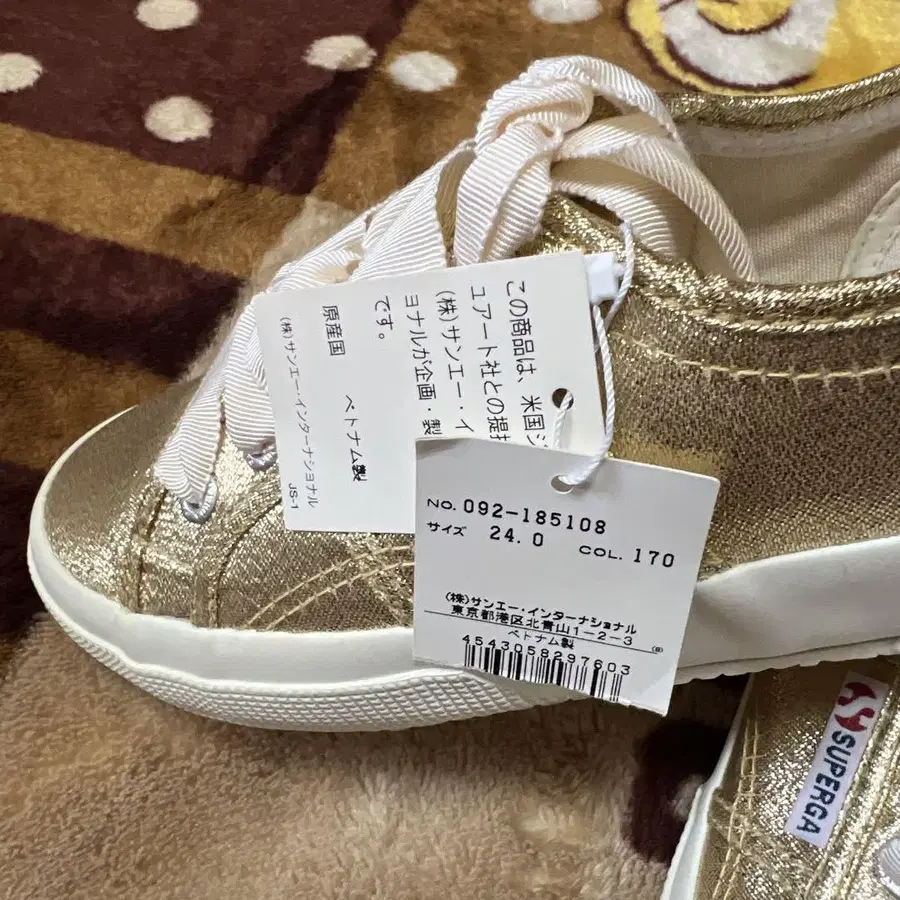 この商品は、米国ジ
ュアート社との提携
(株)サンエー・イ
ヨナルが企画・製
です。
原産国 ベトナム製
(株)サンエー・インターナショナル
JS-1
NO. 092-185108
サイズ 24.0 COL. 170
(株)サンエー・インターナショナル
東京都港区北青山1-2-3
ベトナム製
4543058297603
SUPERGA